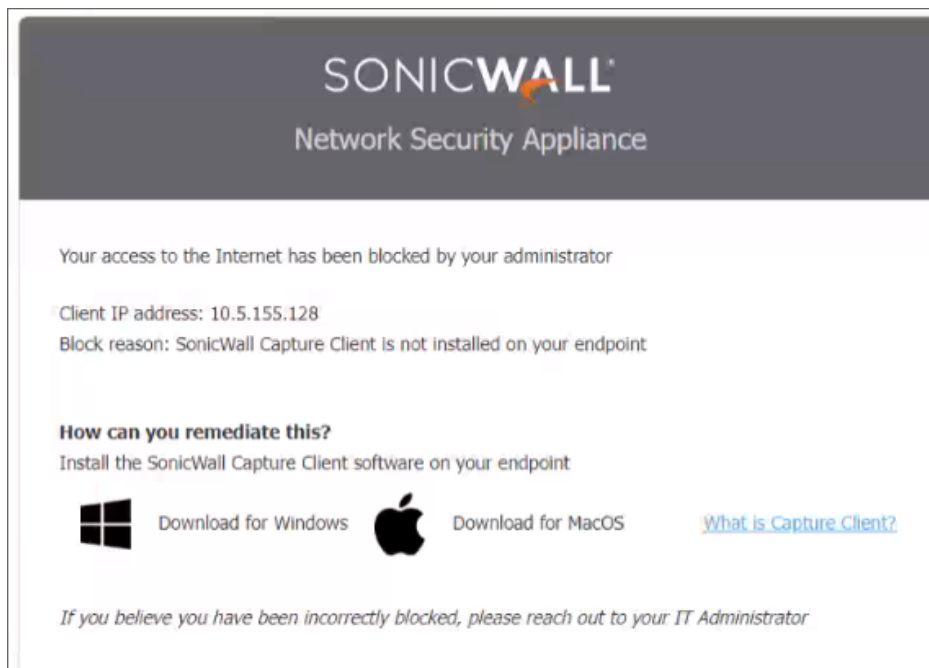 SONICWALL
Network Security Appliance
Your access to the Internet has been blocked by your administrator
Client IP address: 10.5.155.128
Block reason: SonicWall Capture Client is not installed on your endpoint
How can you remediate this?
Install the SonicWall Capture Client software on your endpoint
Download for Windows Download for MacOS What is Capture Client?
If you believe you have been incorrectly blocked, please reach out to your IT Administrator